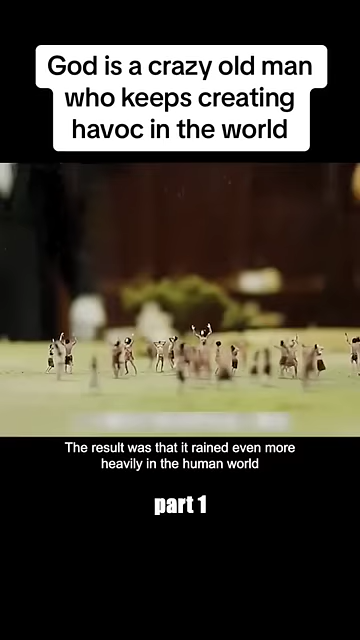 God is a crazy old man
who keeps creating
havoc in the world
The result was that it rained even more
heavily in the human world
part 1